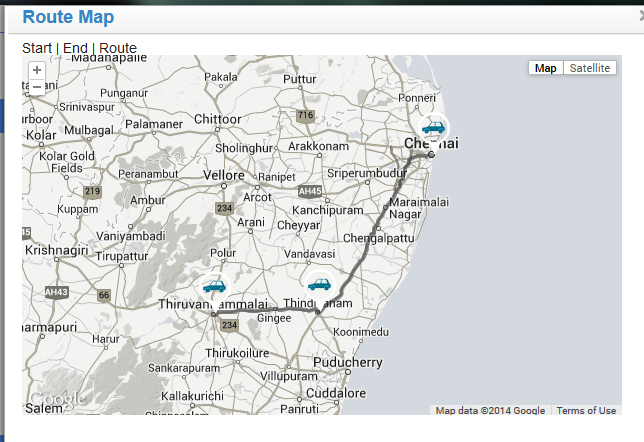 Route Map
Start | End | Route
Madanapalle
Map Satellite
Pakala
Puttur
Punganur
Ponneri
Srinivaspur
716
Palamaner
Chittoor
Mulbagal
Kolar
Sholinghur
Arakkonam
Kolar Gold
Fields
Peranambut
Vellore
Ranipet
Sriperumbudur
219
AH45
Arcot
Ambur
Kuppam
234
Kanchipuram
Maraimalai
Nagar
Arani
Cheyyar
Vaniyambadi
Chengalpattu
Krishnagiri
Tirupattur
Polur
Vandavasi
AH43
66
Gingee
234
Harur
Koonimedu
Thirukoilure
Puducherry
Sankarapuram
Villupuram
Kallakurichi
Cuddalore
Google
Salem
Panruti
Map data ©2014 Google
Terms of Use